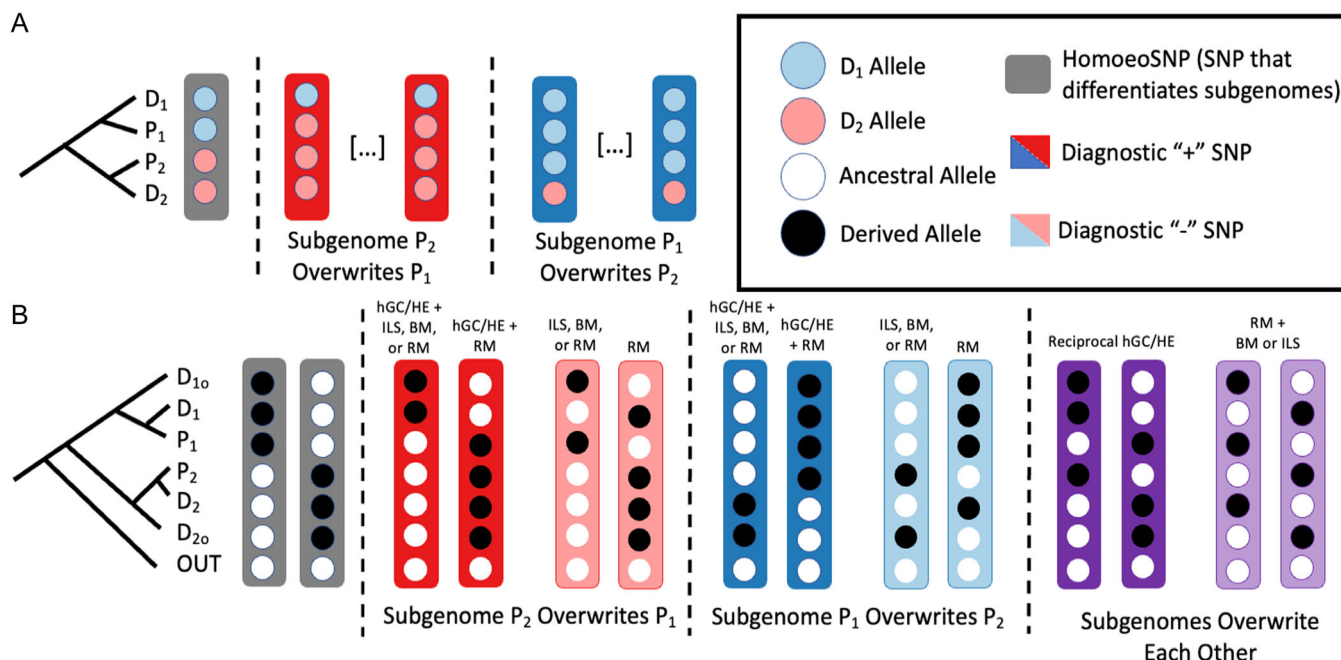 A
D1
P1
P2
D2
[...]
[...]
Subgenome P2
Overwrites P1
Subgenome P1
Overwrites P2
D1 Allele
D2 Allele
Ancestral Allele
Derived Allele
HomoeoSNP (SNP that
differentiates subgenomes)
Diagnostic “+” SNP
Diagnostic “-” SNP
B
D1o
D1
P1
P2
D2
D2o
OUT
hGC/HE +
ILS, BM,
or RM
hGC/HE +
RM
ILS, BM,
or RM
RM
Subgenome P2 Overwrites P1
hGC/HE +
ILS, BM,
or RM
hGC/HE
+ RM
ILS, BM,
or RM
RM
Subgenome P1 Overwrites P2
Reciprocal hGC/HE
RM +
BM or ILS
Subgenomes Overwrite
Each Other